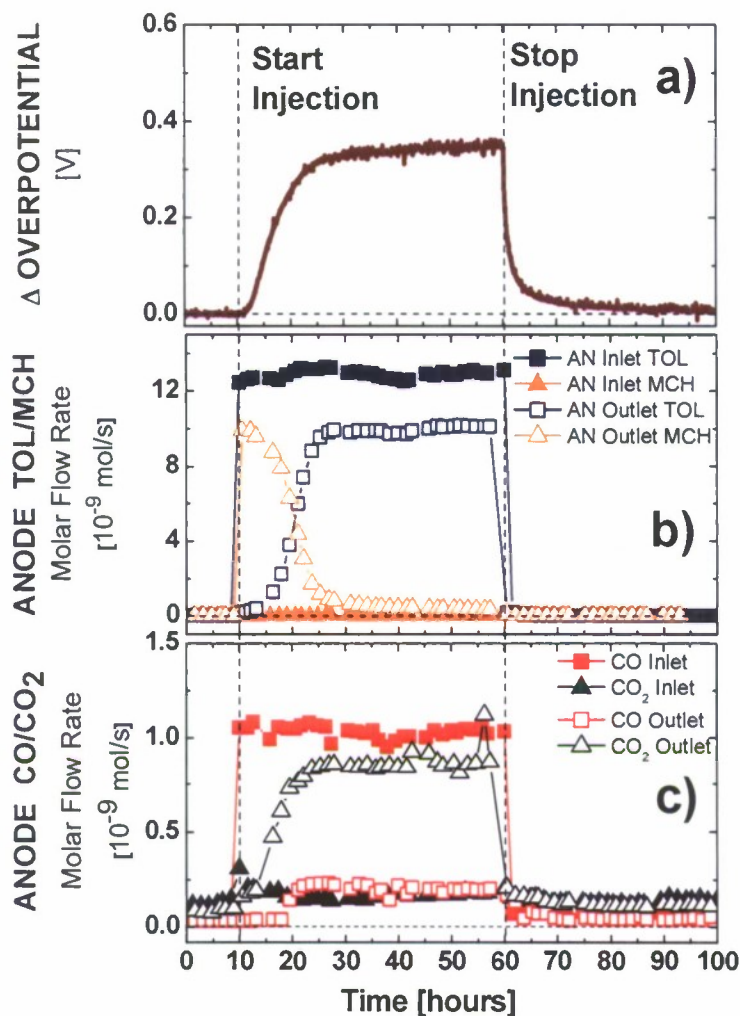 Δ OVERPOTENTIAL
[V]
0.6
0.4
0.2
0.0
Start
Injection
Stop
Injection
a)
ANODE TOL/MCH
Molar Flow Rate
[10⁻⁹ mol/s]
12
8
4
0
AN Inlet TOL
AN Inlet MCH
AN Outlet TOL
AN Outlet MCH
b)
ANODE CO/CO₂
Molar Flow Rate
[10⁻⁹ mol/s]
1.5
1.0
0.5
0.0
CO Inlet
CO₂ Inlet
CO Outlet
CO₂ Outlet
c)
0 10 20 30 40 50 60 70 80 90 100
Time [hours]